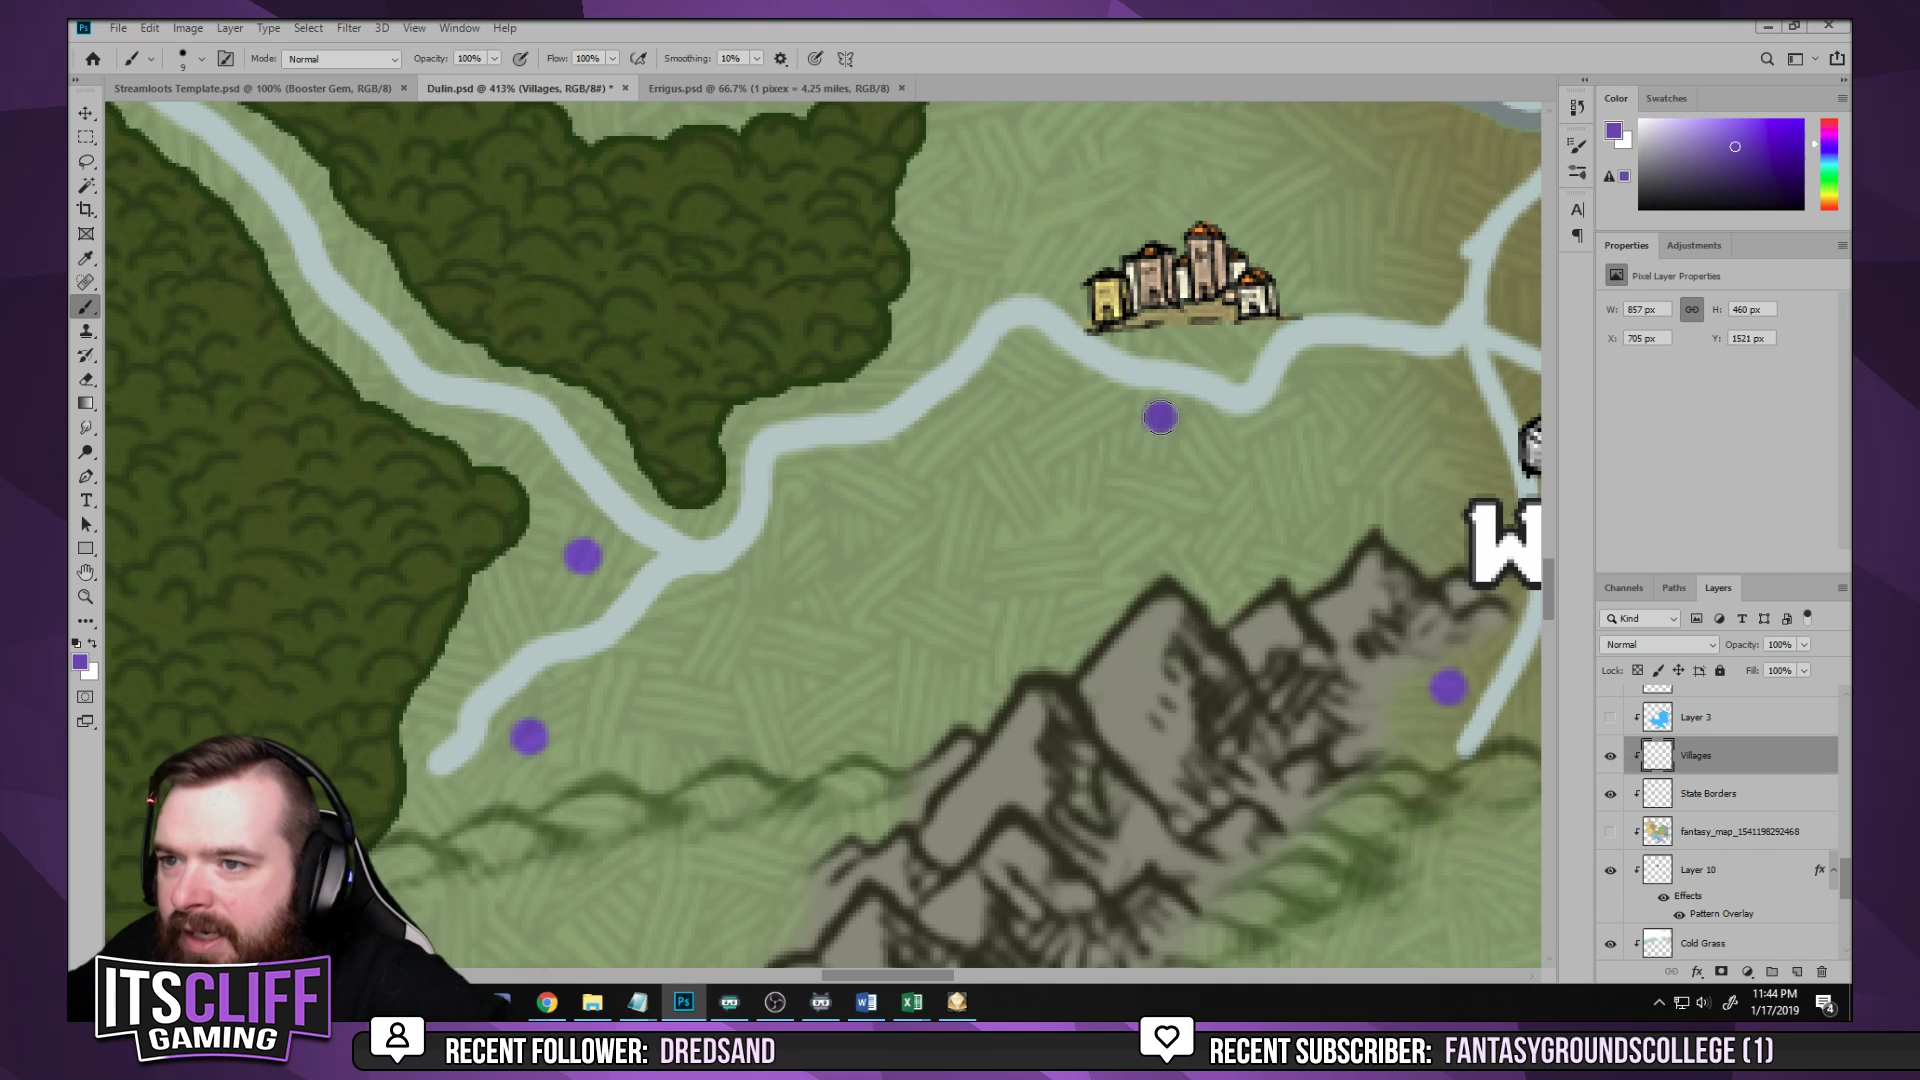 Ps File Edit Image Layer Type Select Filter 3D View Window Help
9 Mode: Normal Opacity: 100% Flow: 100% Smoothing: 10%
Streamloots Template.psd @ 100% (Booster Gem, RGB/8) Dulin.psd @ 413% (Villages, RGB/8#) * Errigus.psd @ 66.7% (1 pixex = 4.25 miles, RGB/8)
Color Swatches
Properties Adjustments
Pixel Layer Properties
W: 857 px H: 460 px
X: 705 px Y: 1521 px
W
Channels Paths Layers
Kind
Normal Opacity: 100%
Lock: Fill: 100%
Layer 3
Villages
State Borders
fantasy_map_1541198292468
Layer 10 fx
Effects
Pattern Overlay
Cold Grass
11:44 PM
1/17/2019
4
ITSCLIFF
GAMING
RECENT FOLLOWER: DREDSAND
RECENT SUBSCRIBER: FANTASYGROUNDSCOLLEGE (1)